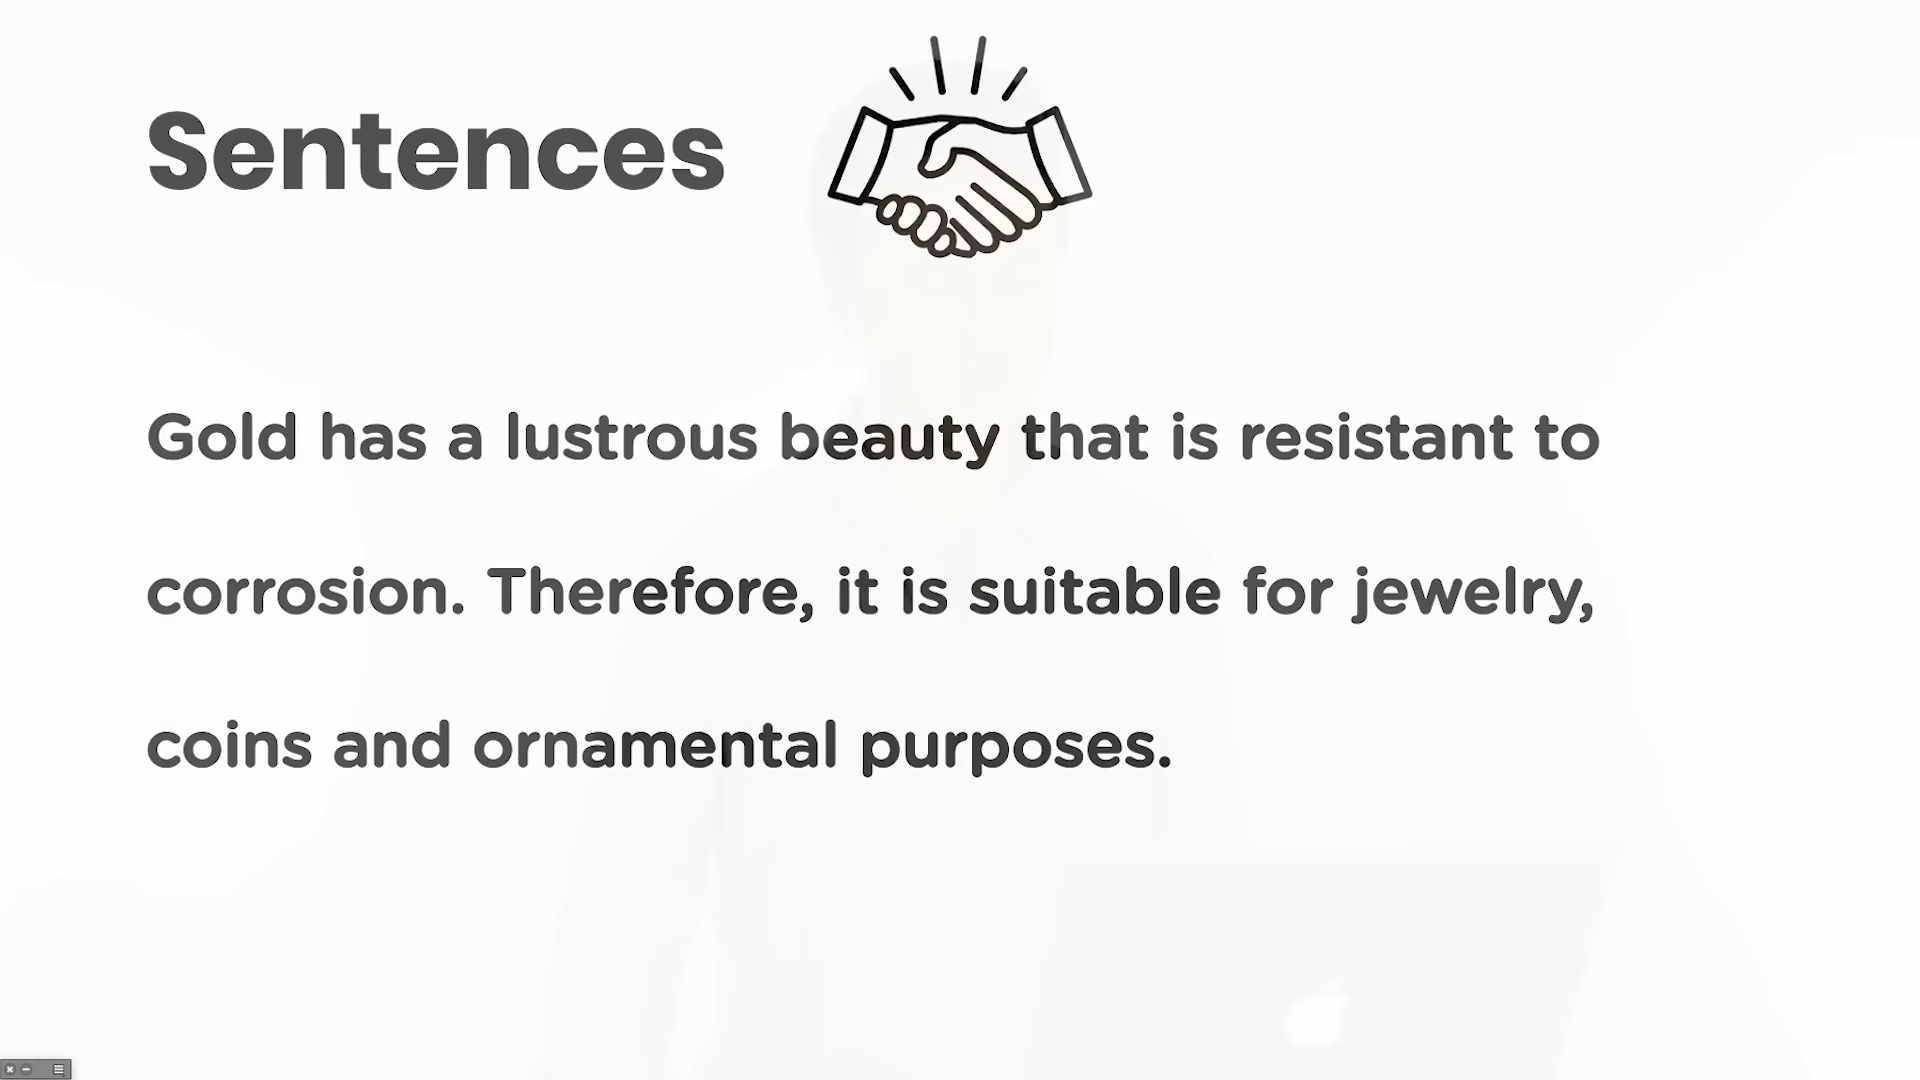 Sentences
Gold has a lustrous beauty that is resistant to
corrosion. Therefore, it is suitable for jewelry,
coins and ornamental purposes.